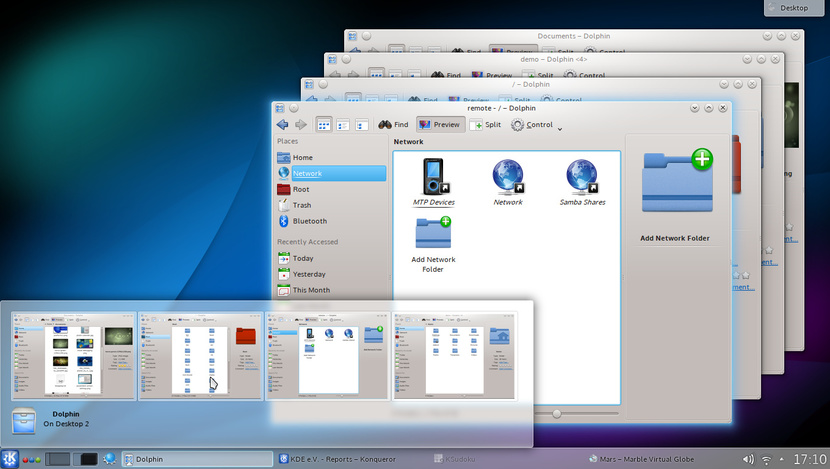 Desktop
Documents – Dolphin
Find Preview Split Control
demo – Dolphin <4>
Find Preview Split Control
/ – Dolphin
Find Preview Split Control
remote - / – Dolphin
Find Preview Split Control
Places
Home
Network
Root
Trash
Bluetooth
Recently Accessed
Today
Yesterday
This Month
Network
MTP Devices
Network
Samba Shares
Add Network
Folder
Add Network Folder
Dolphin
On Desktop 2
Dolphin
KDE e.V. - Reports – Konqueror
KSudoku
Mars – Marble Virtual Globe
17:10